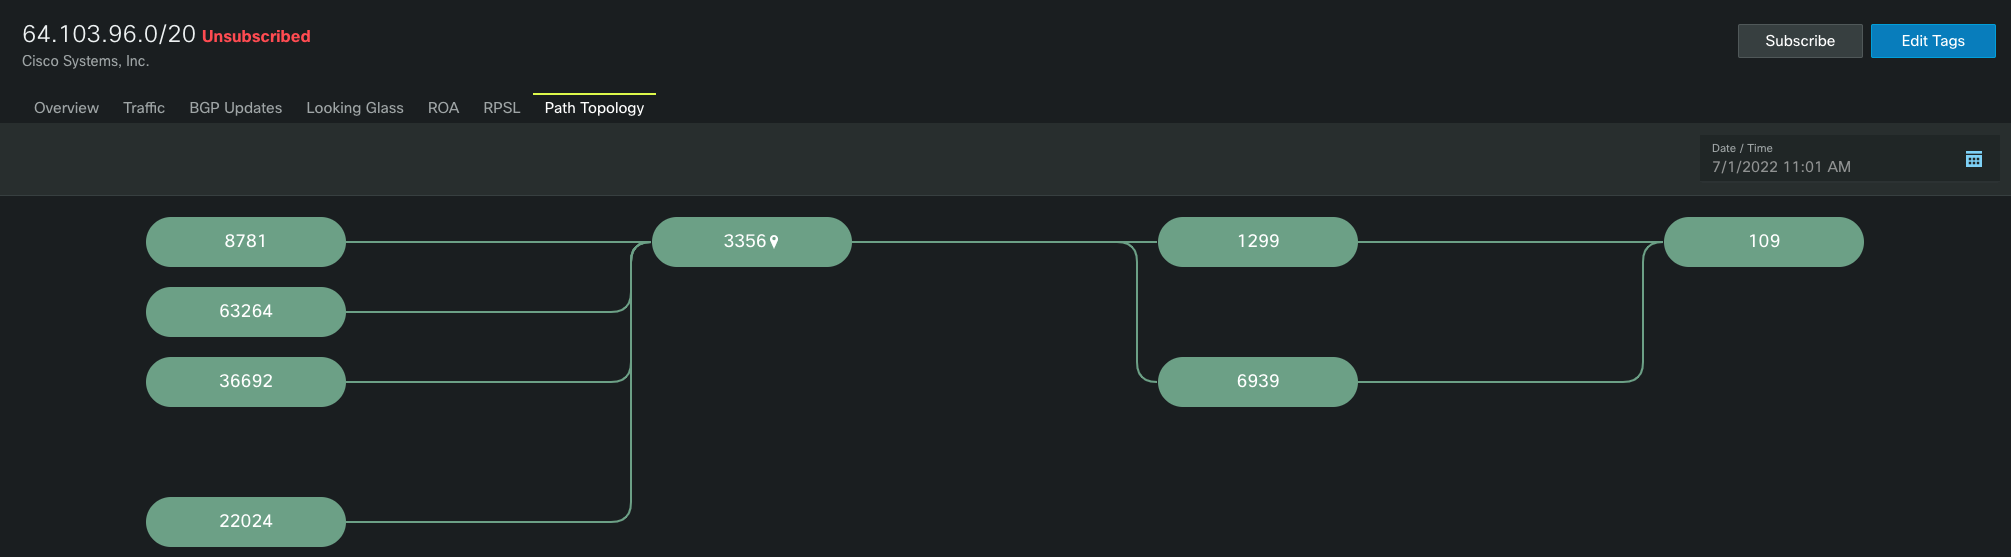 64.103.96.0/20 Unsubscribed
Cisco Systems, Inc.
Subscribe
Edit Tags
Overview Traffic BGP Updates Looking Glass ROA RPSL Path Topology
Date / Time
7/1/2022 11:01 AM
8781 3356 1299 109
63264
36692 6939
22024